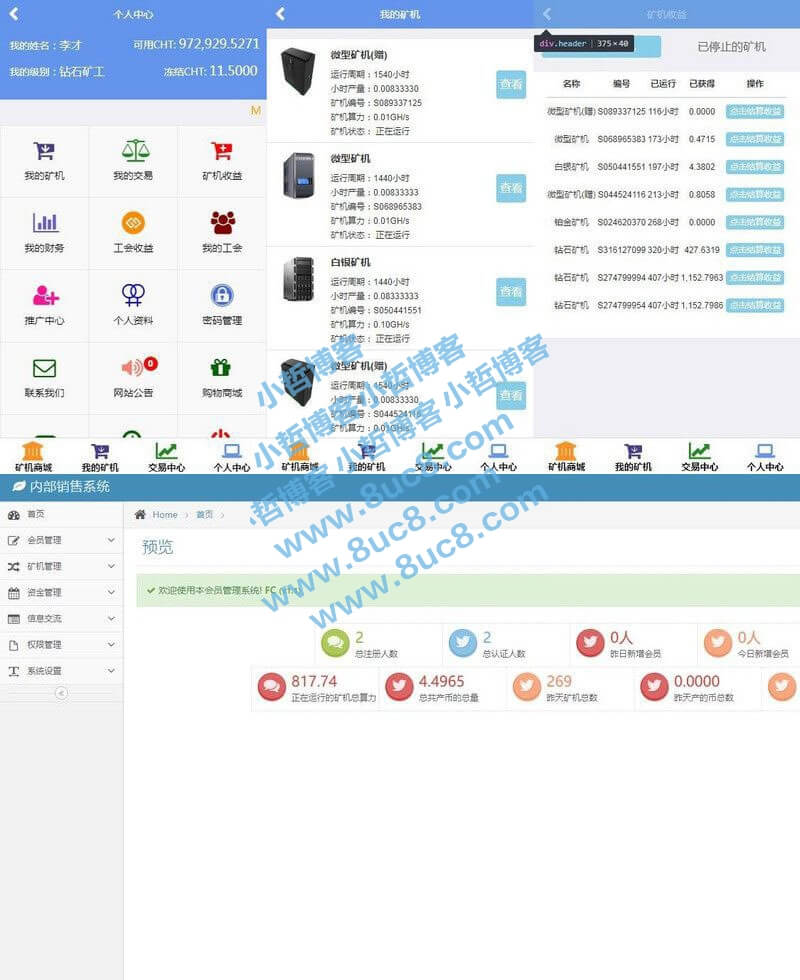 个人中心
我的姓名：李才
可用CHT: 972,929.5271
我的级别：钻石矿工
冻结CHT: 11.5000
M
我的矿机
我的交易
矿机收益
我的财务
工会收益
我的工会
推广中心
个人资料
密码管理
0
联系我们
网站公告
购物商城
矿机商城
我的矿机
交易中心
个人中心
我的矿机
微型矿机(赠)
运行周期：1540小时
小时产量：0.00833330
矿机编号：S089337125
矿机算力：0.01GH/s
矿机状态： 正在运行
查看
微型矿机
运行周期：1440小时
小时产量：0.00833333
矿机编号：S068965383
矿机算力：0.01GH/s
矿机状态： 正在运行
查看
白银矿机
运行周期：1440小时
小时产量：0.08333333
矿机编号：S050441551
矿机算力：0.10GH/s
矿机状态： 正在运行
查看
微型矿机(赠)
运行周期：1540小时
小时产量：0.00833330
矿机编号：S044524116
矿机算力：0.01GH/s
查看
矿机商城
我的矿机
交易中心
个人中心
矿机收益
div.header | 375×40
已停止的矿机
名称 编号 已运行 已获得 操作
微型矿机(赠) S089337125 116小时 0.0000 点击结算收益
微型矿机 S068965383 173小时 0.4715 点击结算收益
白银矿机 S050441551 197小时 4.3802 点击结算收益
微型矿机(赠) S044524116 213小时 0.8058 点击结算收益
铂金矿机 S024620370 268小时 0.0000 点击结算收益
钻石矿机 S316127099 320小时 427.6319 点击结算收益
钻石矿机 S274799994 407小时 1,152.7963 点击结算收益
钻石矿机 S274799954 407小时 1,152.7986 点击结算收益
矿机商城
我的矿机
交易中心
个人中心
小哲博客小哲博客小哲博客
小哲博客 www.8uc8.com
www.8uc8.com
www.8uc8.com
内部销售系统
首页
会员管理
矿机管理
资金管理
信息交流
权限管理
系统设置
Home › 首页 ›
预览
欢迎使用本会员管理系统! FC
2
总注册人数
2
总认证人数
0人
昨日新增会员
0人
今日新增会员
817.74
正在运行的矿机总算力
4.4965
总共产币的总量
269
昨天矿机总数
0.0000
昨天产的币总数